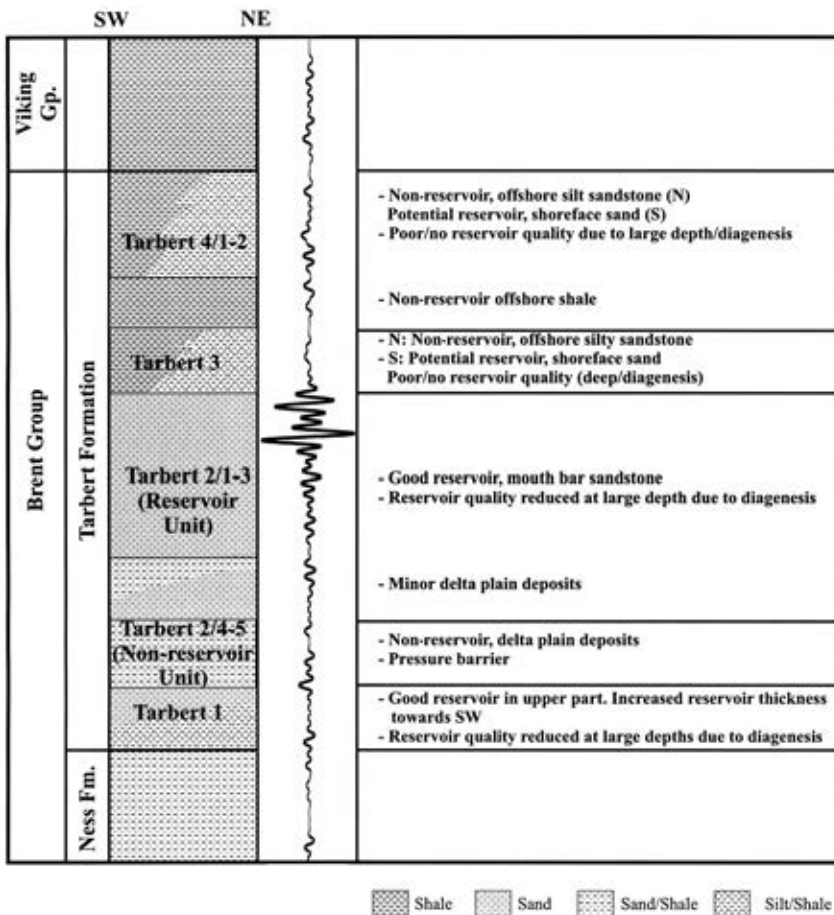 SW NE
Viking
Gp.
- Non-reservoir, offshore silt sandstone (N)
Potential reservoir, shoreface sand (S)
- Poor/no reservoir quality due to large depth/diagenesis
Tarbert 4/1-2
- Non-reservoir offshore shale
- N: Non-reservoir, offshore silty sandstone
- S: Potential reservoir, shoreface sand
Poor/no reservoir quality (deep/diagenesis)
Tarbert 3
Brent Group
Tarbert Formation
Tarbert 2/1-3
(Reservoir
Unit)
- Good reservoir, mouth bar sandstone
- Reservoir quality reduced at large depth due to diagenesis
- Minor delta plain deposits
Tarbert 2/4-5
(Non-reservoir
Unit)
- Non-reservoir, delta plain deposits
- Pressure barrier
Tarbert 1
- Good reservoir in upper part. Increased reservoir thickness
towards SW
- Reservoir quality reduced at large depths due to diagenesis
Ness Fm.
Shale Sand Sand/Shale Silt/Shale